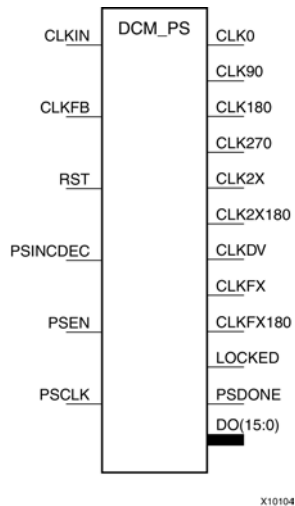 DCM_PS
CLKIN
CLKFB
RST
PSINCDEC
PSEN
PSCLK
CLK0
CLK90
CLK180
CLK270
CLK2X
CLK2X180
CLKDV
CLKFX
CLKFX180
LOCKED
PSDONE
DO(15:0)
X10104